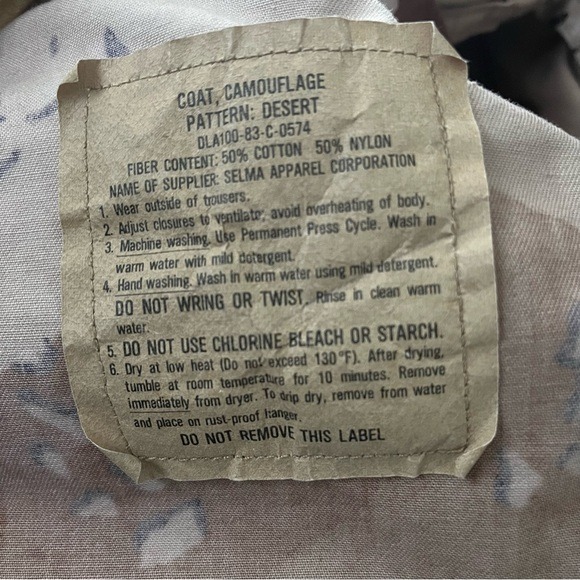 COAT, CAMOUFLAGE
PATTERN: DESERT
DLA100-83-C-0574
FIBER CONTENT: 50% COTTON 50% NYLON
NAME OF SUPPLIER: SELMA APPAREL CORPORATION
1. Wear outside of trousers.
2. Adjust closures to ventilate; avoid overheating of body.
3. Machine washing. Use Permanent Press Cycle. Wash in
warm water with mild detergent.
4. Hand washing. Wash in warm water using mild detergent.
DO NOT WRING OR TWIST. Rinse in clean warm
water.
5. DO NOT USE CHLORINE BLEACH OR STARCH.
6. Dry at low heat (Do not exceed 130°F). After drying,
tumble at room temperature for 10 minutes. Remove
immediately from dryer. To drip dry, remove from water
and place on rust-proof hanger.
DO NOT REMOVE THIS LABEL